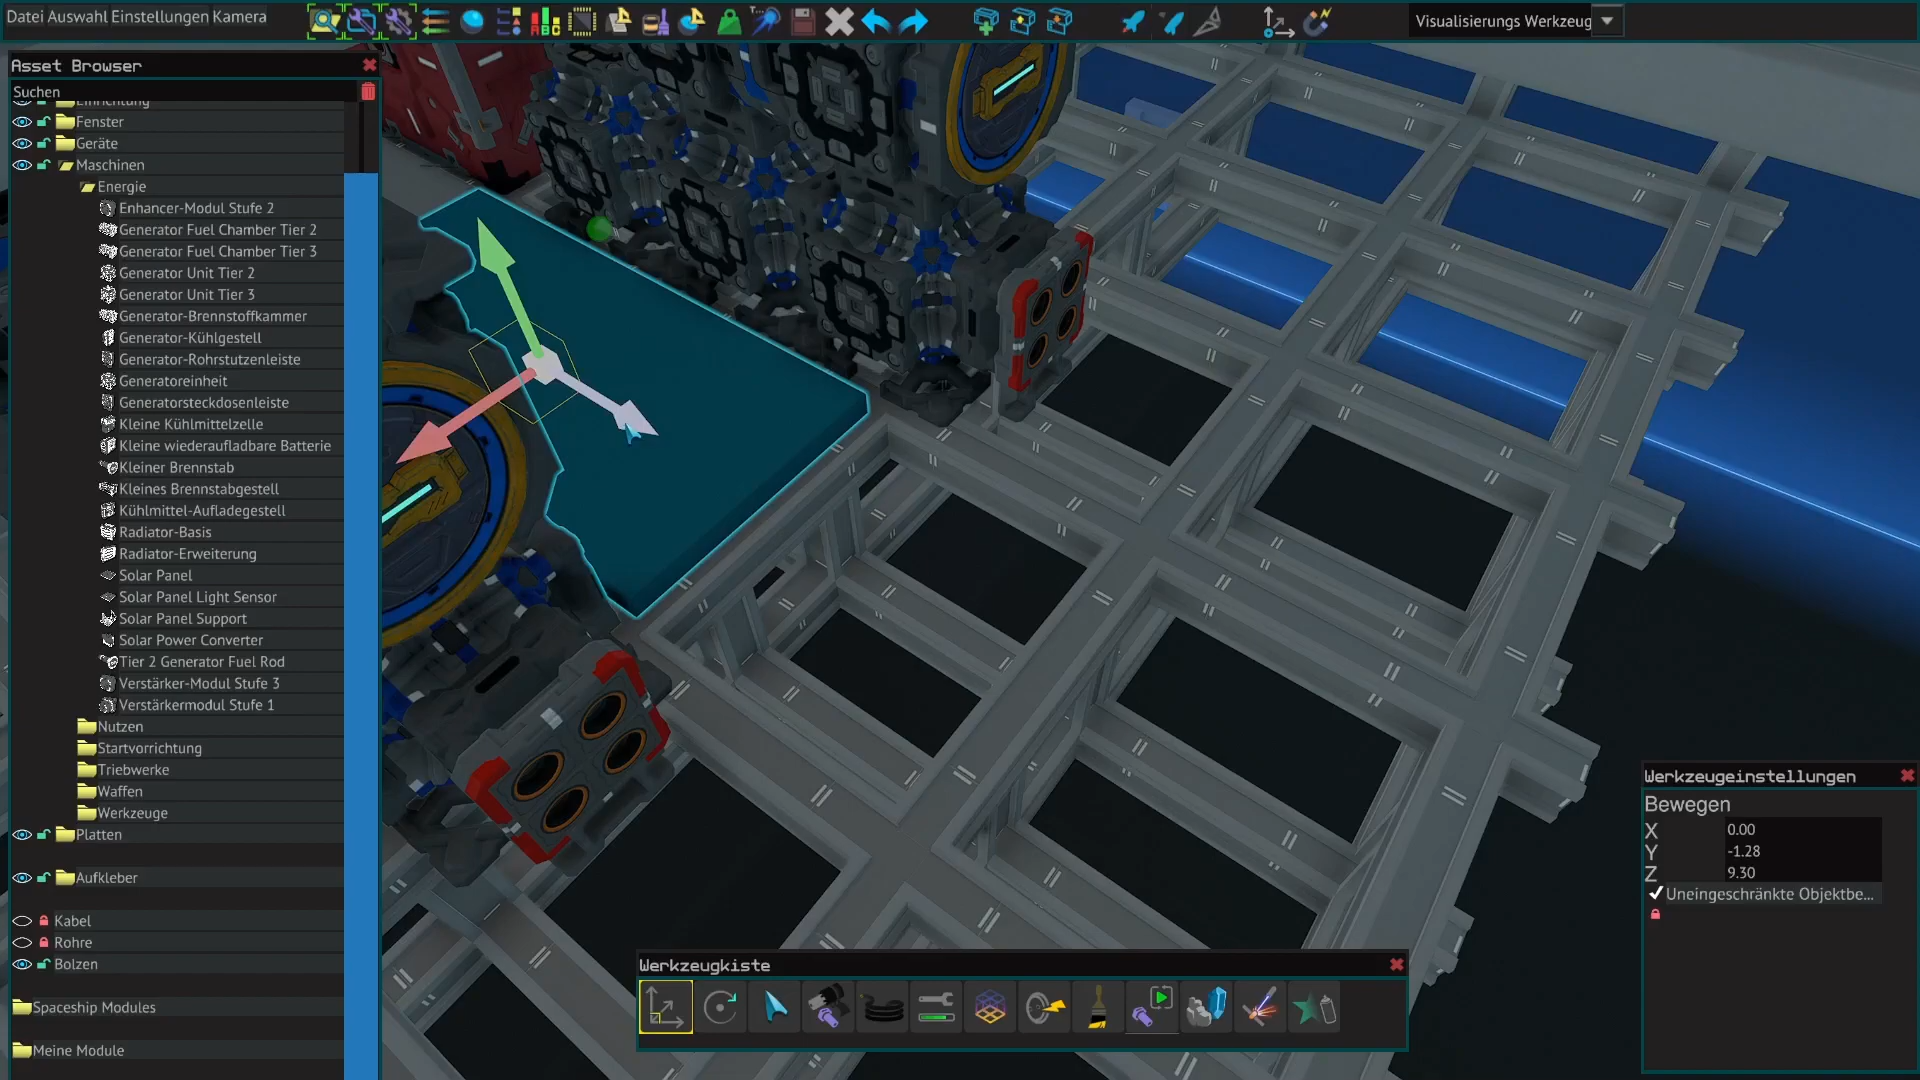 Datei Auswahl Einstellungen Kamera
Visualisierungs Werkzeug
Asset Browser
Suchen
Einrichtung
Fenster
Geräte
Maschinen
Energie
Enhancer-Modul Stufe 2
Generator Fuel Chamber Tier 2
Generator Fuel Chamber Tier 3
Generator Unit Tier 2
Generator Unit Tier 3
Generator-Brennstoffkammer
Generator-Kühlgestell
Generator-Rohrstutzenleiste
Generatoreinheit
Generatorsteckdosenleiste
Kleine Kühlmittelzelle
Kleine wiederaufladbare Batterie
Kleiner Brennstab
Kleines Brennstabgestell
Kühlmittel-Aufladegestell
Radiator-Basis
Radiator-Erweiterung
Solar Panel
Solar Panel Light Sensor
Solar Panel Support
Solar Power Converter
Tier 2 Generator Fuel Rod
Verstärker-Modul Stufe 3
Verstärkermodul Stufe 1
Nutzen
Startvorrichtung
Triebwerke
Waffen
Werkzeuge
Platten
Aufkleber
Kabel
Rohre
Bolzen
Spaceship Modules
Meine Module
Werkzeugkiste
Werkzeugeinstellungen
Bewegen
X 0.00
Y -1.28
Z 9.30
Uneingeschränkte Objektbe...